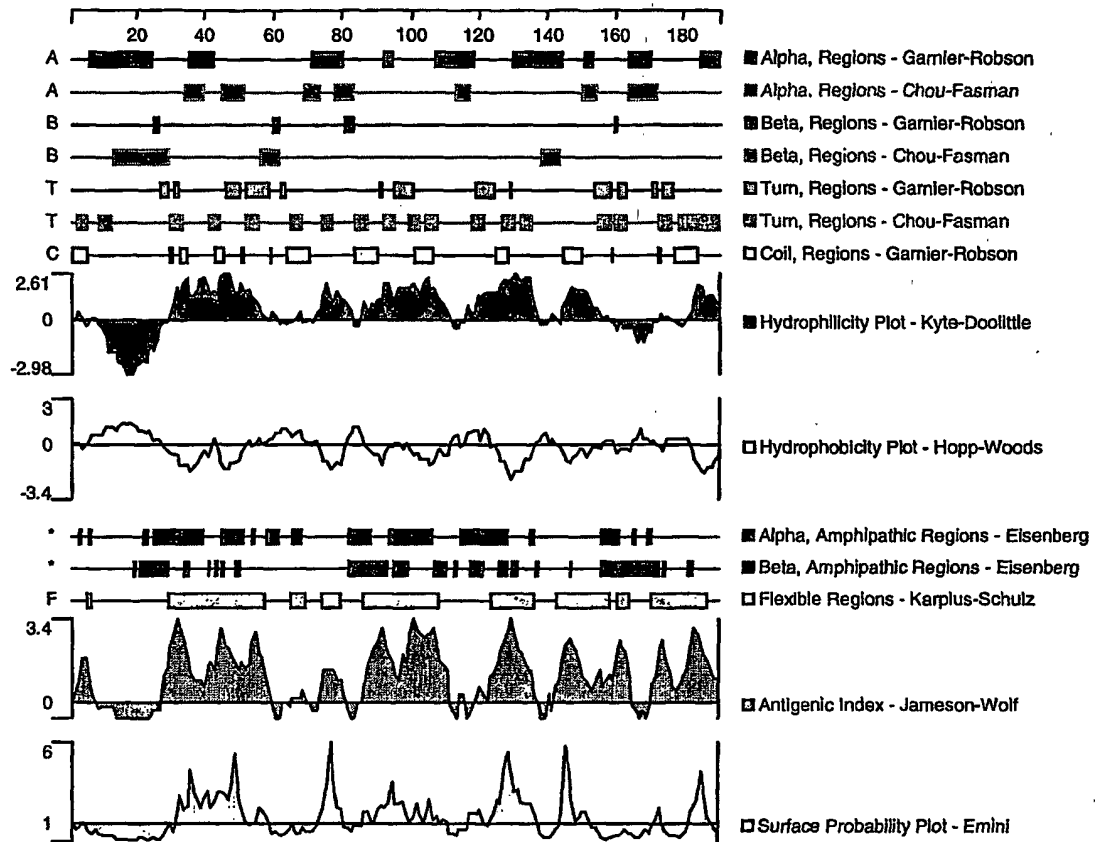 20 40 60 80 100 120 140 160 180
A Alpha, Regions - Garnier-Robson
A Alpha, Regions - Chou-Fasman
B Beta, Regions - Garnier-Robson
B Beta, Regions - Chou-Fasman
T Turn, Regions - Garnier-Robson
T Turn, Regions - Chou-Fasman
C Coil, Regions - Garnier-Robson
2.61
0
Hydrophilicity Plot - Kyte-Doolittle
-2.98
3
0
Hydrophobicity Plot - Hopp-Woods
-3.4
* Alpha, Amphipathic Regions - Eisenberg
* Beta, Amphipathic Regions - Eisenberg
F Flexible Regions - Karplus-Schulz
3.4
0
Antigenic Index - Jameson-Wolf
6
1
Surface Probability Plot - Emini